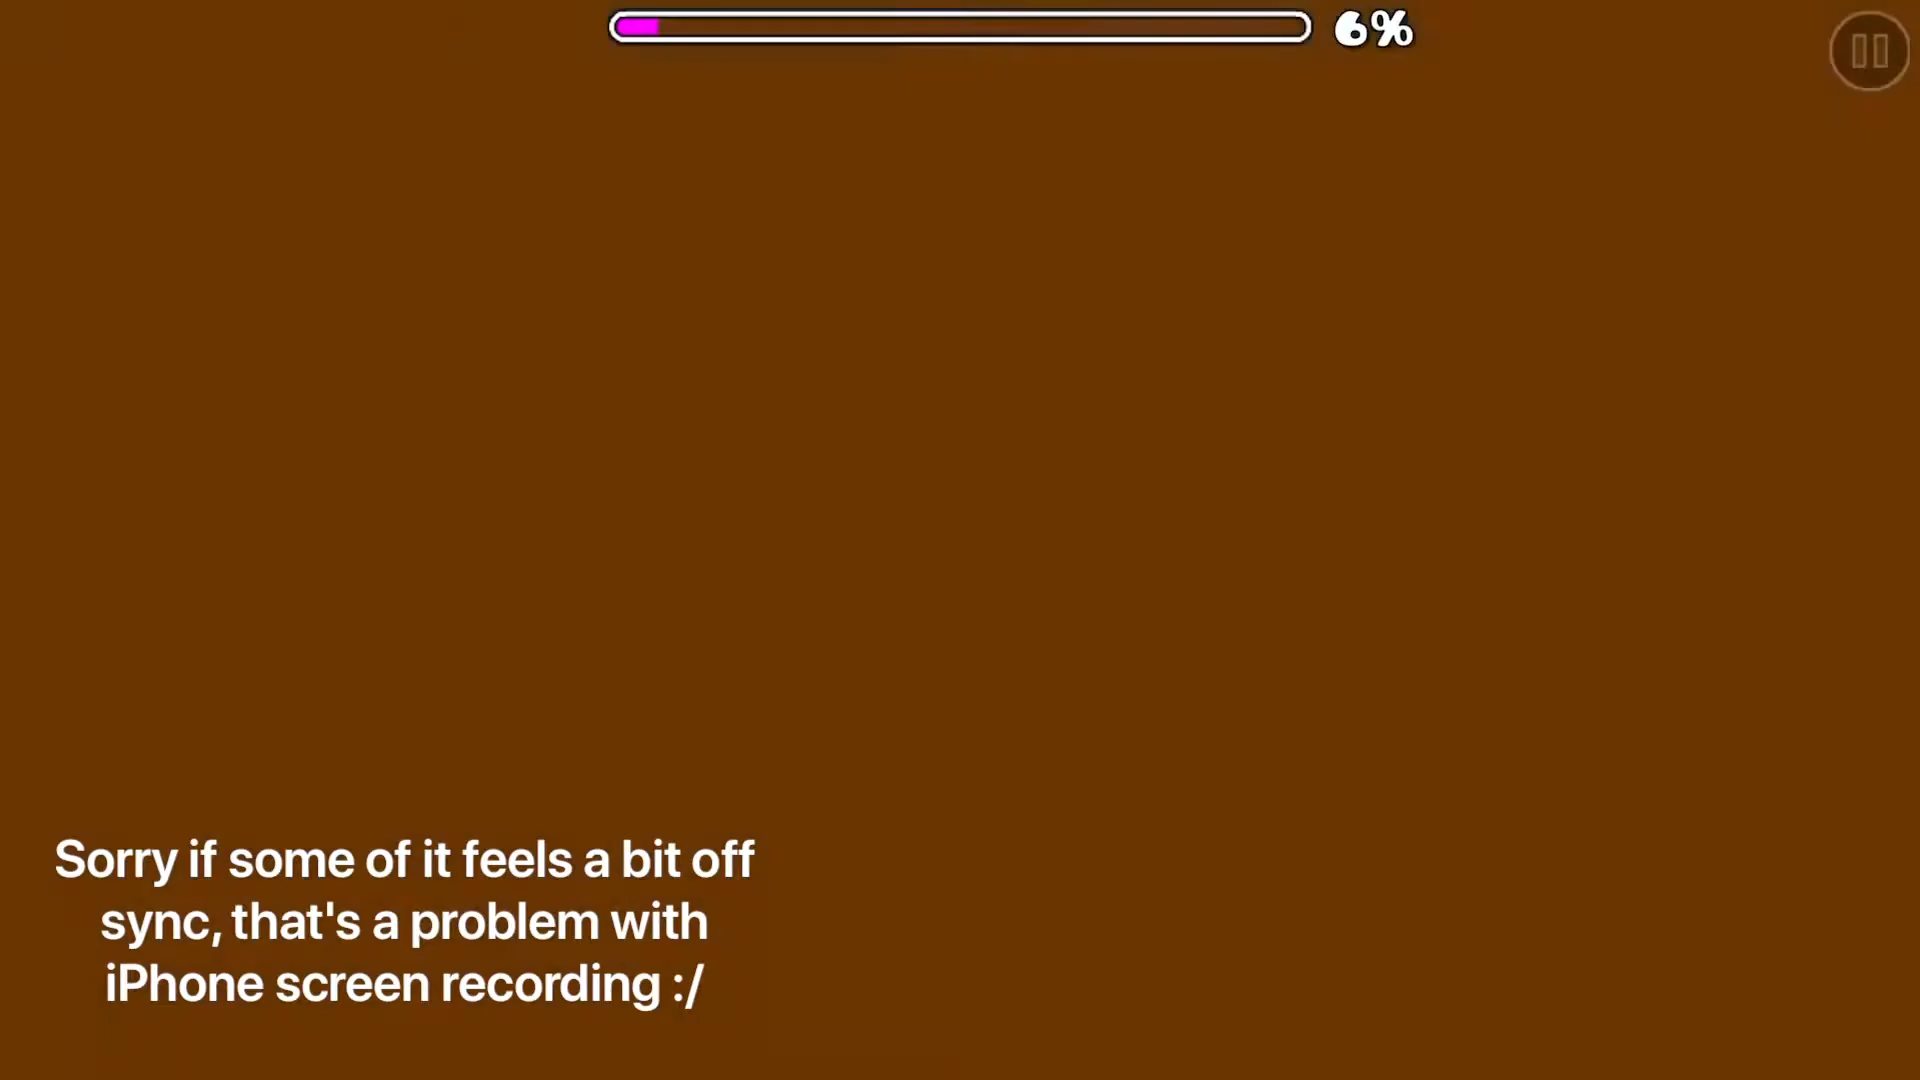 6%
Sorry if some of it feels a bit off
sync, that's a problem with
iPhone screen recording :/